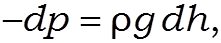 −dp = ρg dh,